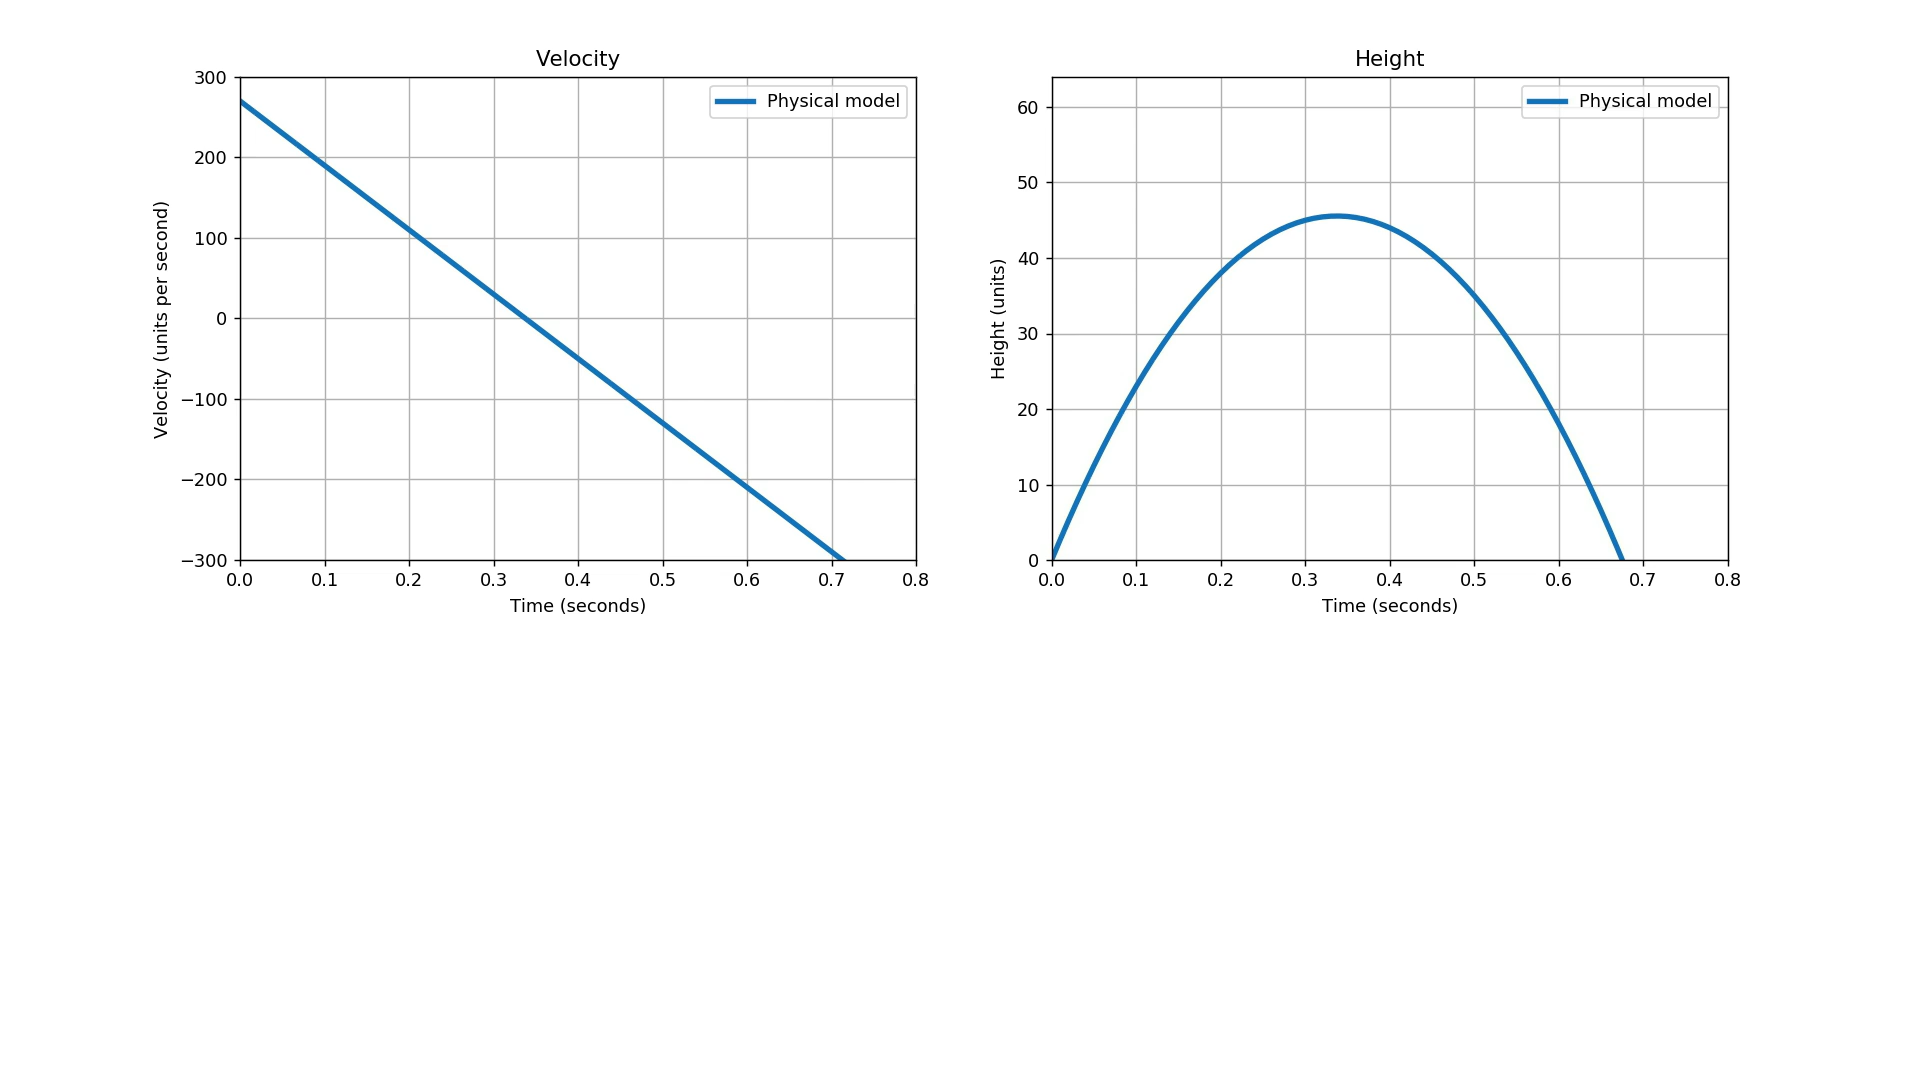 Velocity
Physical model
Velocity (units per second)
300
200
100
0
−100
−200
−300
0.0 0.1 0.2 0.3 0.4 0.5 0.6 0.7 0.8
Time (seconds)
Height
Physical model
Height (units)
60
50
40
30
20
10
0
0.0 0.1 0.2 0.3 0.4 0.5 0.6 0.7 0.8
Time (seconds)